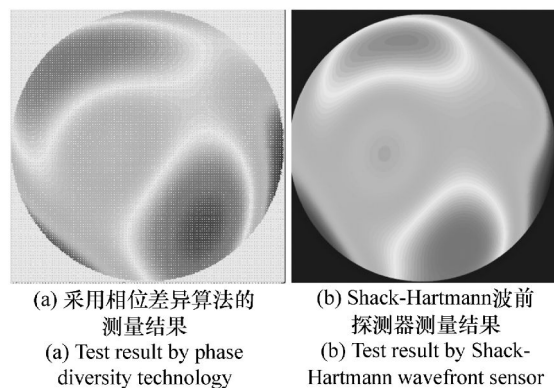 (a) 采用相位差异算法的
测量结果
(a) Test result by phase
diversity technology
(b) Shack-Hartmann波前
探测器测量结果
(b) Test result by Shack-
Hartmann wavefront sensor